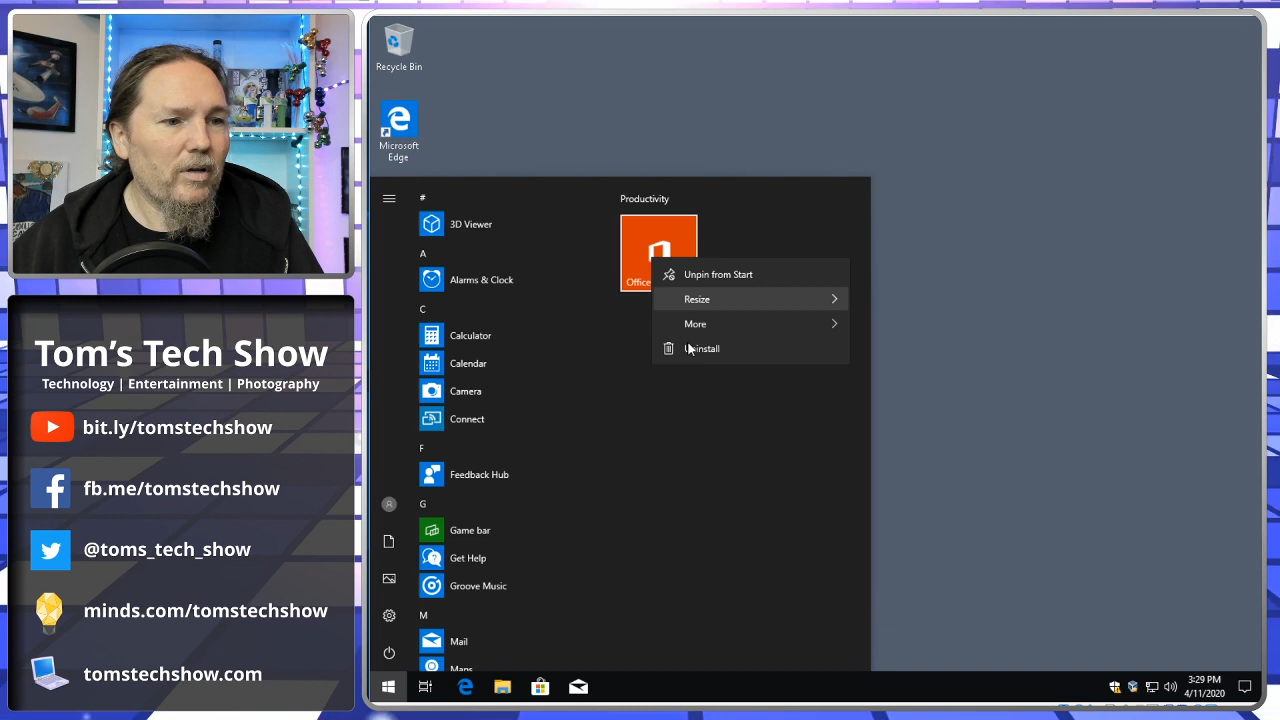 Recycle Bin
Microsoft
Edge
#
3D Viewer
A
Alarms & Clock
C
Calculator
Calendar
Camera
Connect
F
Feedback Hub
G
Game bar
Get Help
Groove Music
M
Mail
Maps
Productivity
Office
Unpin from Start
Resize
More
Uninstall
3:29 PM
4/11/2020
Tom's Tech Show
Technology | Entertainment | Photography
bit.ly/tomstechshow
fb.me/tomstechshow
@toms_tech_show
minds.com/tomstechshow
tomstechshow.com